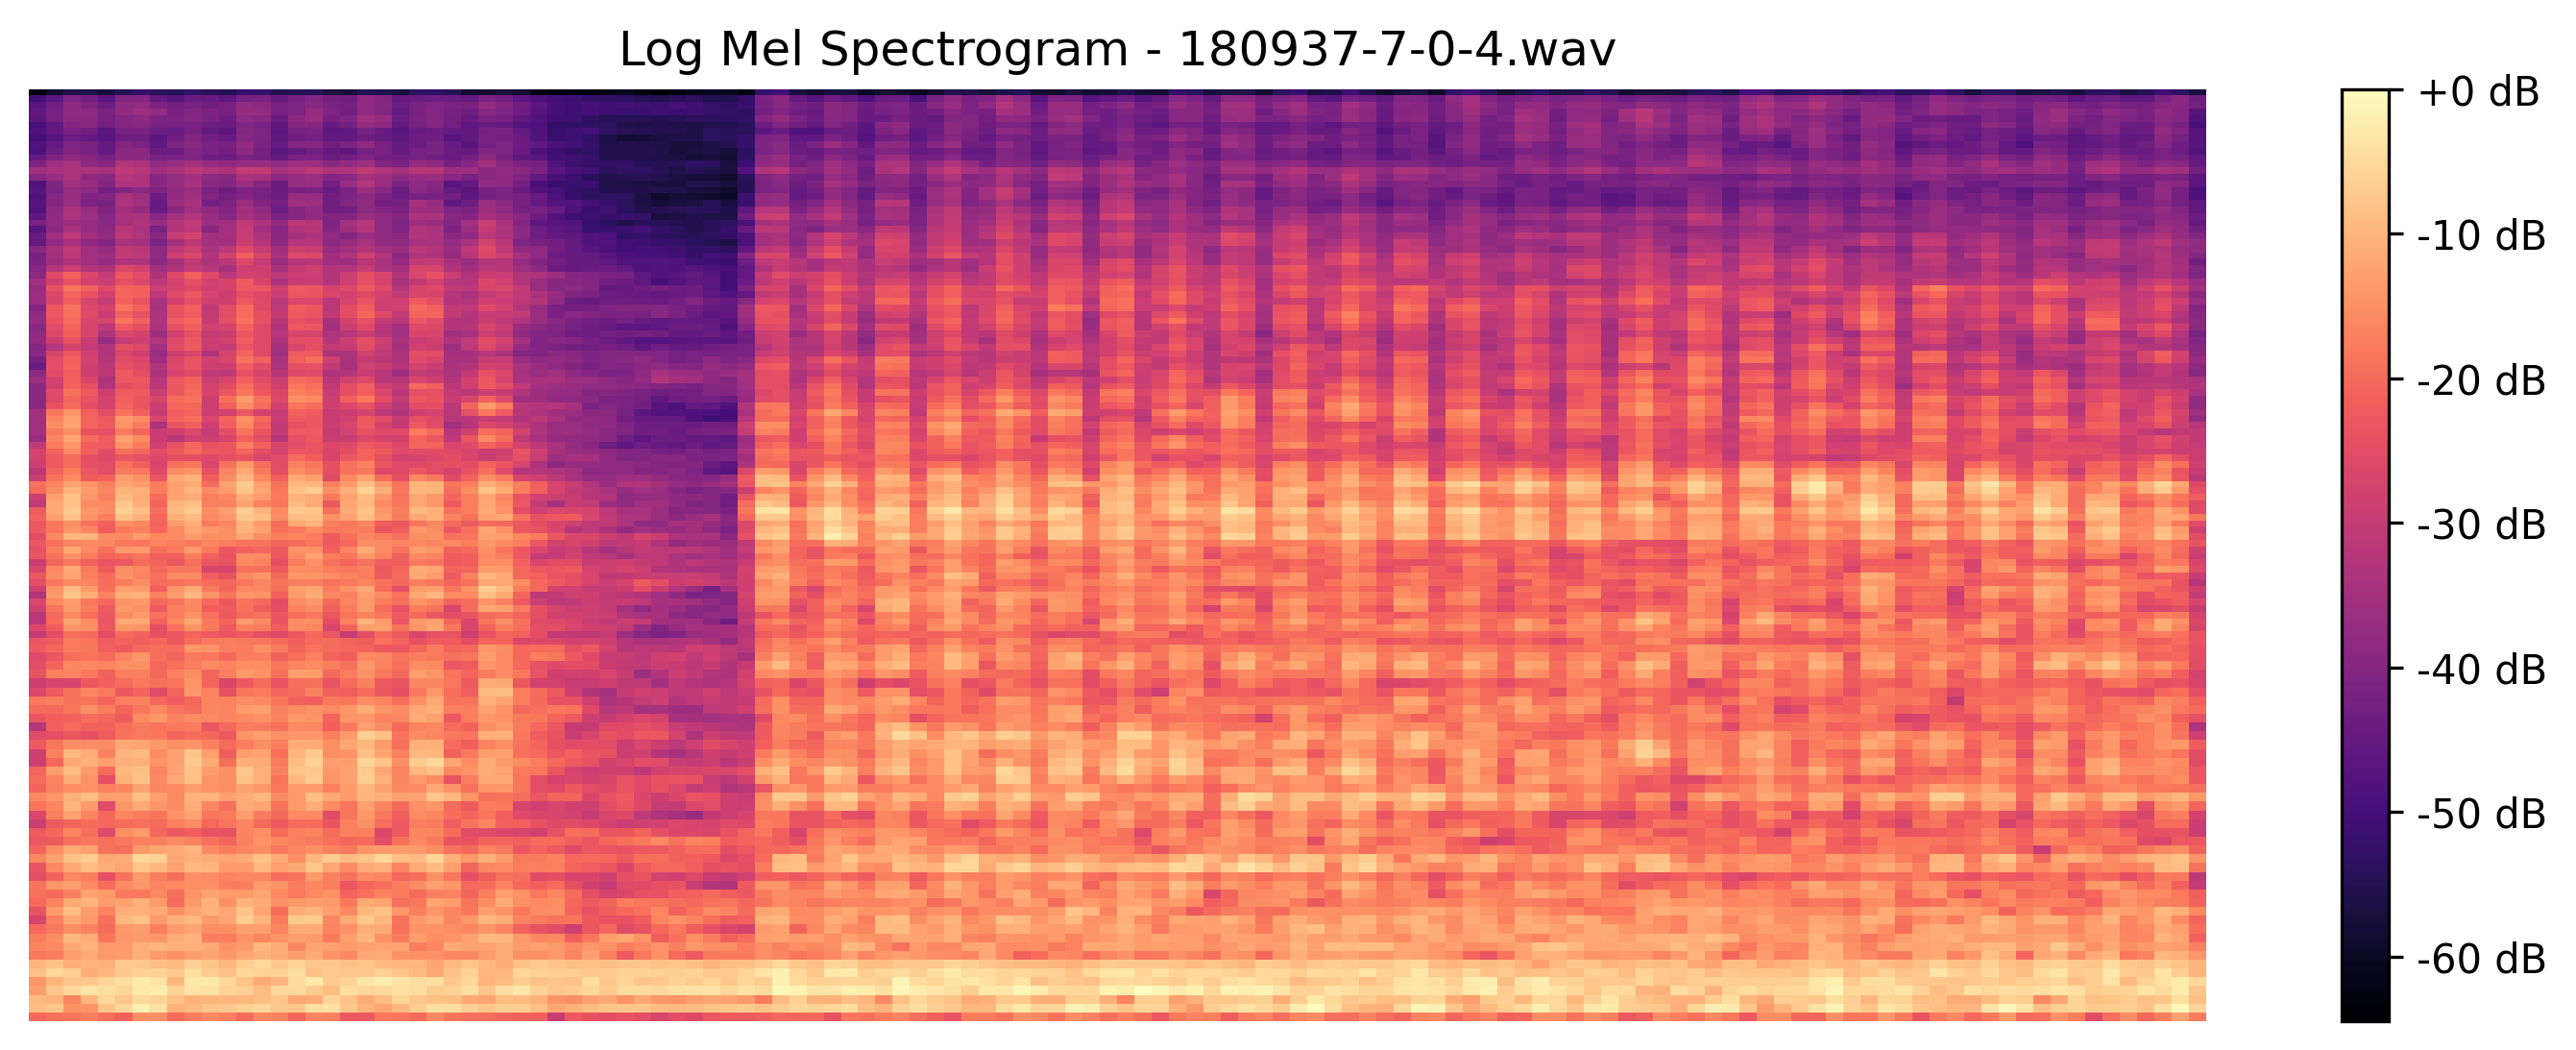 Log Mel Spectrogram - 180937-7-0-4.wav
+0 dB
-10 dB
-20 dB
-30 dB
-40 dB
-50 dB
-60 dB